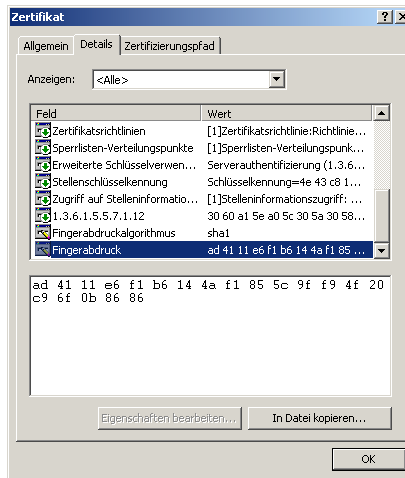 Zertifikat
Allgemein Details Zertifizierungspfad
Anzeigen: <Alle>
Feld Wert
Zertifikatsrichtlinien [1]Zertifikatsrichtlinie:Richtlinie...
Sperrlisten-Verteilungspunkte [1]Sperrlisten-Verteilungspunk...
Erweiterte Schlüsselverwen... Serverauthentifizierung (1.3.6...
Stellenschlüsselkennung Schlüsselkennung=4e 43 c8 1...
Zugriff auf Stelleninformatio... [1]Stelleninformationszugriff: ...
1.3.6.1.5.5.7.1.12 30 60 a1 5e a0 5c 30 5a 30 58...
Fingerabdruckalgorithmus sha1
Fingerabdruck ad 41 11 e6 f1 b6 14 4a f1 85 ...
ad 41 11 e6 f1 b6 14 4a f1 85 5c 9f f9 4f 20
c9 6f 0b 86 86
Eigenschaften bearbeiten... In Datei kopieren...
OK